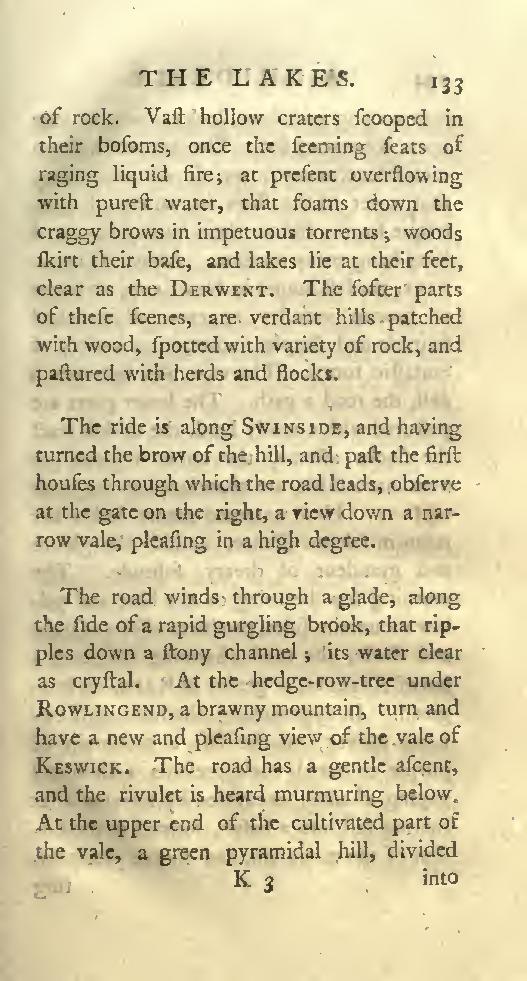 THE LAKES. 133
of rock. Vaſt hollow craters ſcooped in
their boſoms, once the ſeeming ſeats of
raging liquid fire; at preſent overflowing
with pureſt water, that foams down the
craggy brows in impetuous torrents; woods
ſkirt their baſe, and lakes lie at their feet,
clear as the DERWENT. The ſofter parts
of theſe ſcenes, are verdant hills patched
with wood, ſpotted with variety of rock, and
paſtured with herds and flocks.
The ride is along SWINSIDE, and having
turned the brow of the hill, and paſt the firſt
houſes through which the road leads, obſerve
at the gate on the right, a view down a nar-
row vale, pleaſing in a high degree.
The road winds through a glade, along
the ſide of a rapid gurgling brook, that rip-
ples down a ſtony channel; its water clear
as cryſtal. At the hedge-row-tree under
ROWLINGEND, a brawny mountain, turn and
have a new and pleaſing view of the vale of
KESWICK. The road has a gentle aſcent,
and the rivulet is heard murmuring below.
At the upper end of the cultivated part of
the vale, a green pyramidal hill, divided
K 3 into